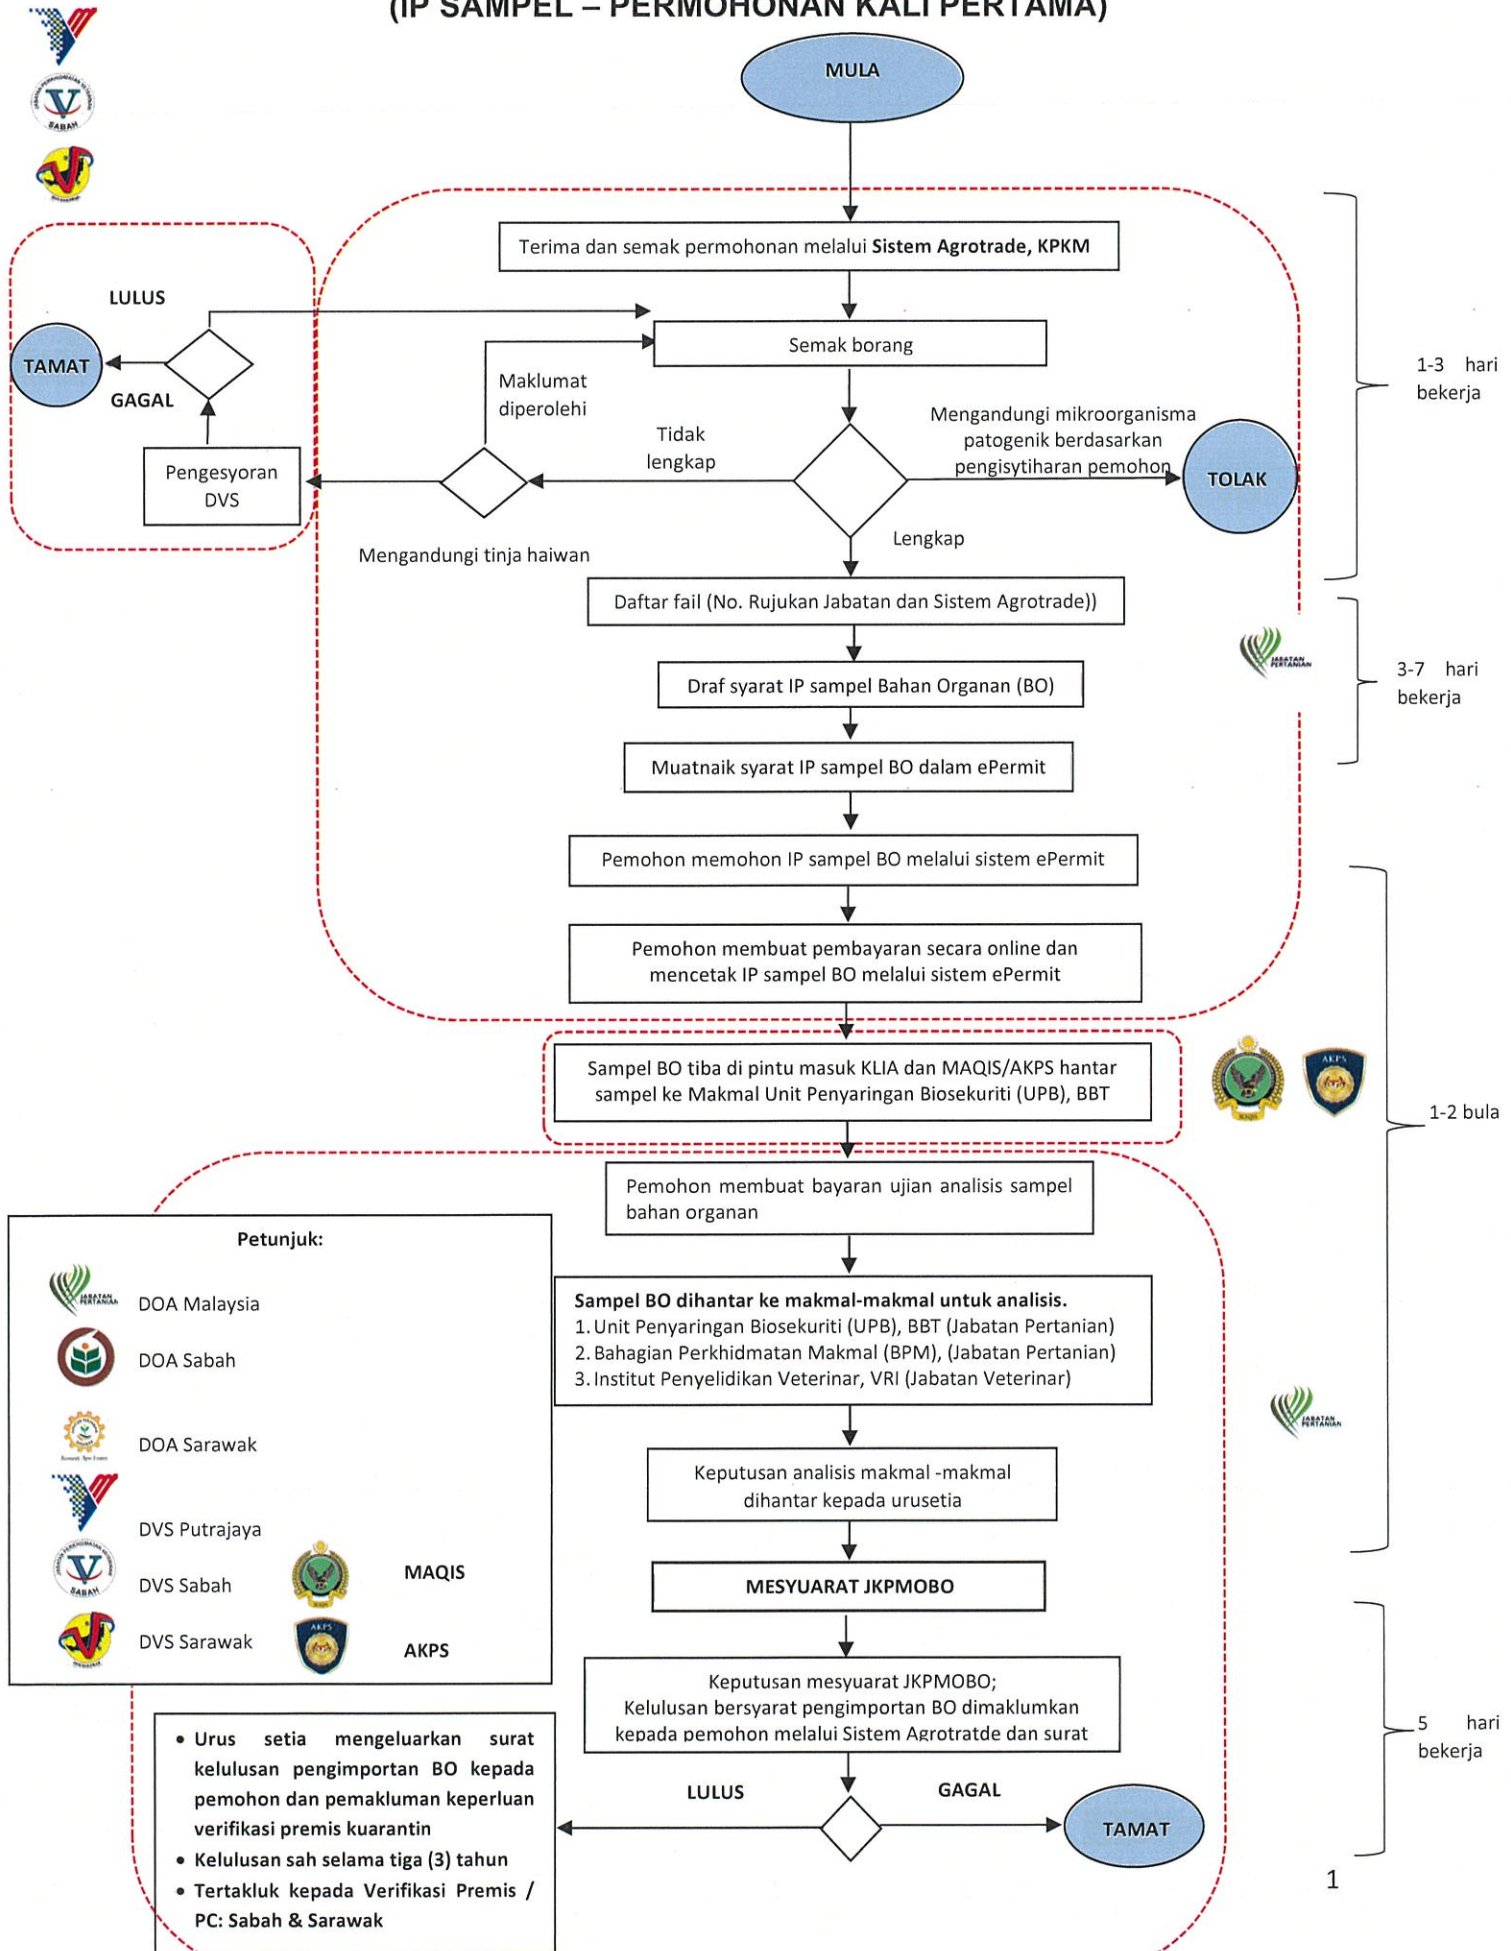 (IP SAMPEL – PERMOHONAN KALI PERTAMA)
MULA
SABAH
Terima dan semak permohonan melalui Sistem Agrotrade, KPKM
LULUS
Semak borang
TAMAT
GAGAL
Maklumat
diperolehi
1-3 hari
bekerja
Tidak
lengkap
Mengandungi mikroorganisma
patogenik berdasarkan
pengisytiharan pemohon
TOLAK
Pengesyoran
DVS
Lengkap
Mengandungi tinja haiwan
Daftar fail (No. Rujukan Jabatan dan Sistem Agrotrade))
JABATAN
PERTANIAN
3-7 hari
bekerja
Draf syarat IP sampel Bahan Organan (BO)
Muatnaik syarat IP sampel BO dalam ePermit
Pemohon memohon IP sampel BO melalui sistem ePermit
Pemohon membuat pembayaran secara online dan
mencetak IP sampel BO melalui sistem ePermit
Sampel BO tiba di pintu masuk KLIA dan MAQIS/AKPS hantar
sampel ke Makmal Unit Penyaringan Biosekuriti (UPB), BBT
MAQIS
AKPS
1-2 bula
Pemohon membuat bayaran ujian analisis sampel
bahan organan
Sampel BO dihantar ke makmal-makmal untuk analisis.
1. Unit Penyaringan Biosekuriti (UPB), BBT (Jabatan Pertanian)
2. Bahagian Perkhidmatan Makmal (BPM), (Jabatan Pertanian)
3. Institut Penyelidikan Veterinar, VRI (Jabatan Veterinar)
JABATAN
PERTANIAN
Keputusan analisis makmal -makmal
dihantar kepada urusetia
MESYUARAT JKPMOBO
Keputusan mesyuarat JKPMOBO;
Kelulusan bersyarat pengimportan BO dimaklumkan
kepada pemohon melalui Sistem Agrotratde dan surat
5 hari
bekerja
LULUS
GAGAL
TAMAT
Petunjuk:
JABATAN
PERTANIAN
DOA Malaysia
DOA Sabah
DOA Sarawak
DVS Putrajaya
SABAH
DVS Sabah
MAQIS
DVS Sarawak
AKPS
AKPS
• Urus setia mengeluarkan surat
kelulusan pengimportan BO kepada
pemohon dan pemakluman keperluan
verifikasi premis kuarantin
• Kelulusan sah selama tiga (3) tahun
• Tertakluk kepada Verifikasi Premis /
PC: Sabah & Sarawak
1